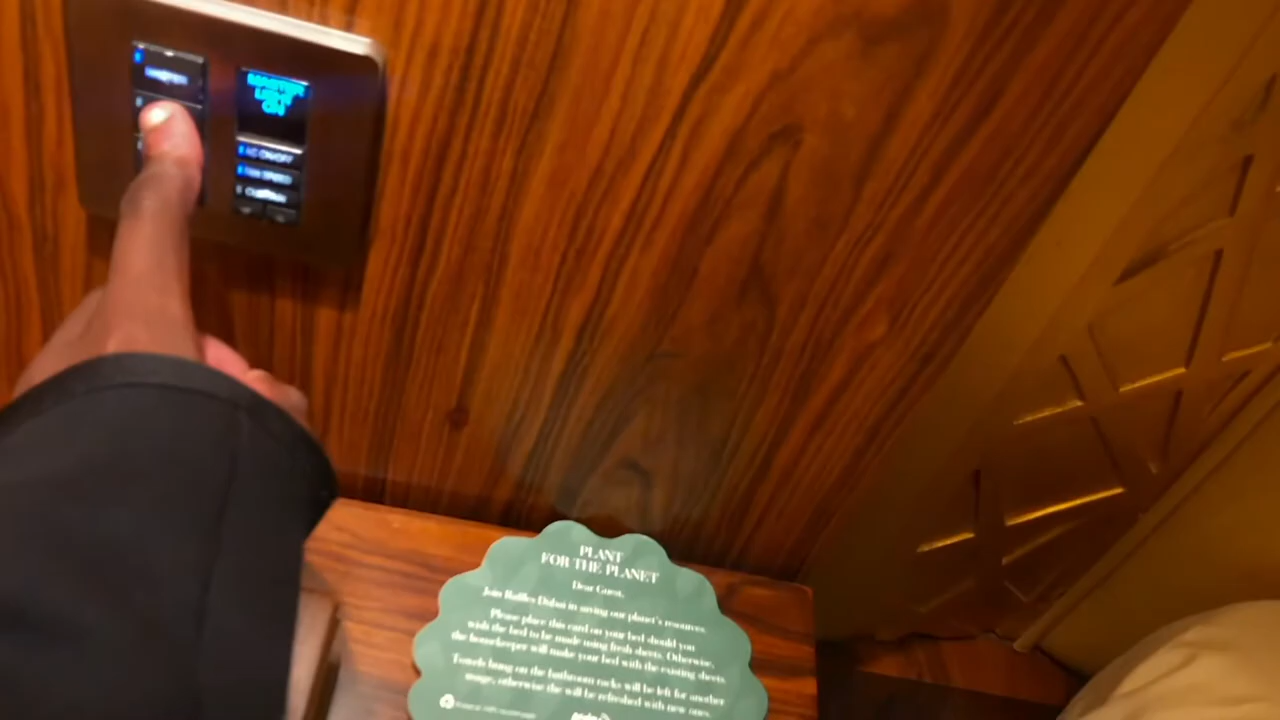 MASTER
LIGHT
ON
AC ON/OFF
FAN SPEED
CURTAIN
PLANT
FOR THE PLANET
Dear Guest,
Join Raffles Dubai in saving our planet's resources.
Please place this card on your bed should you
wish the bed to be made using fresh sheets. Otherwise,
the housekeeper will make your bed with the existing sheets
Towels hung on the bathroom racks will be left for another
usage, otherwise the will be refreshed with new ones.